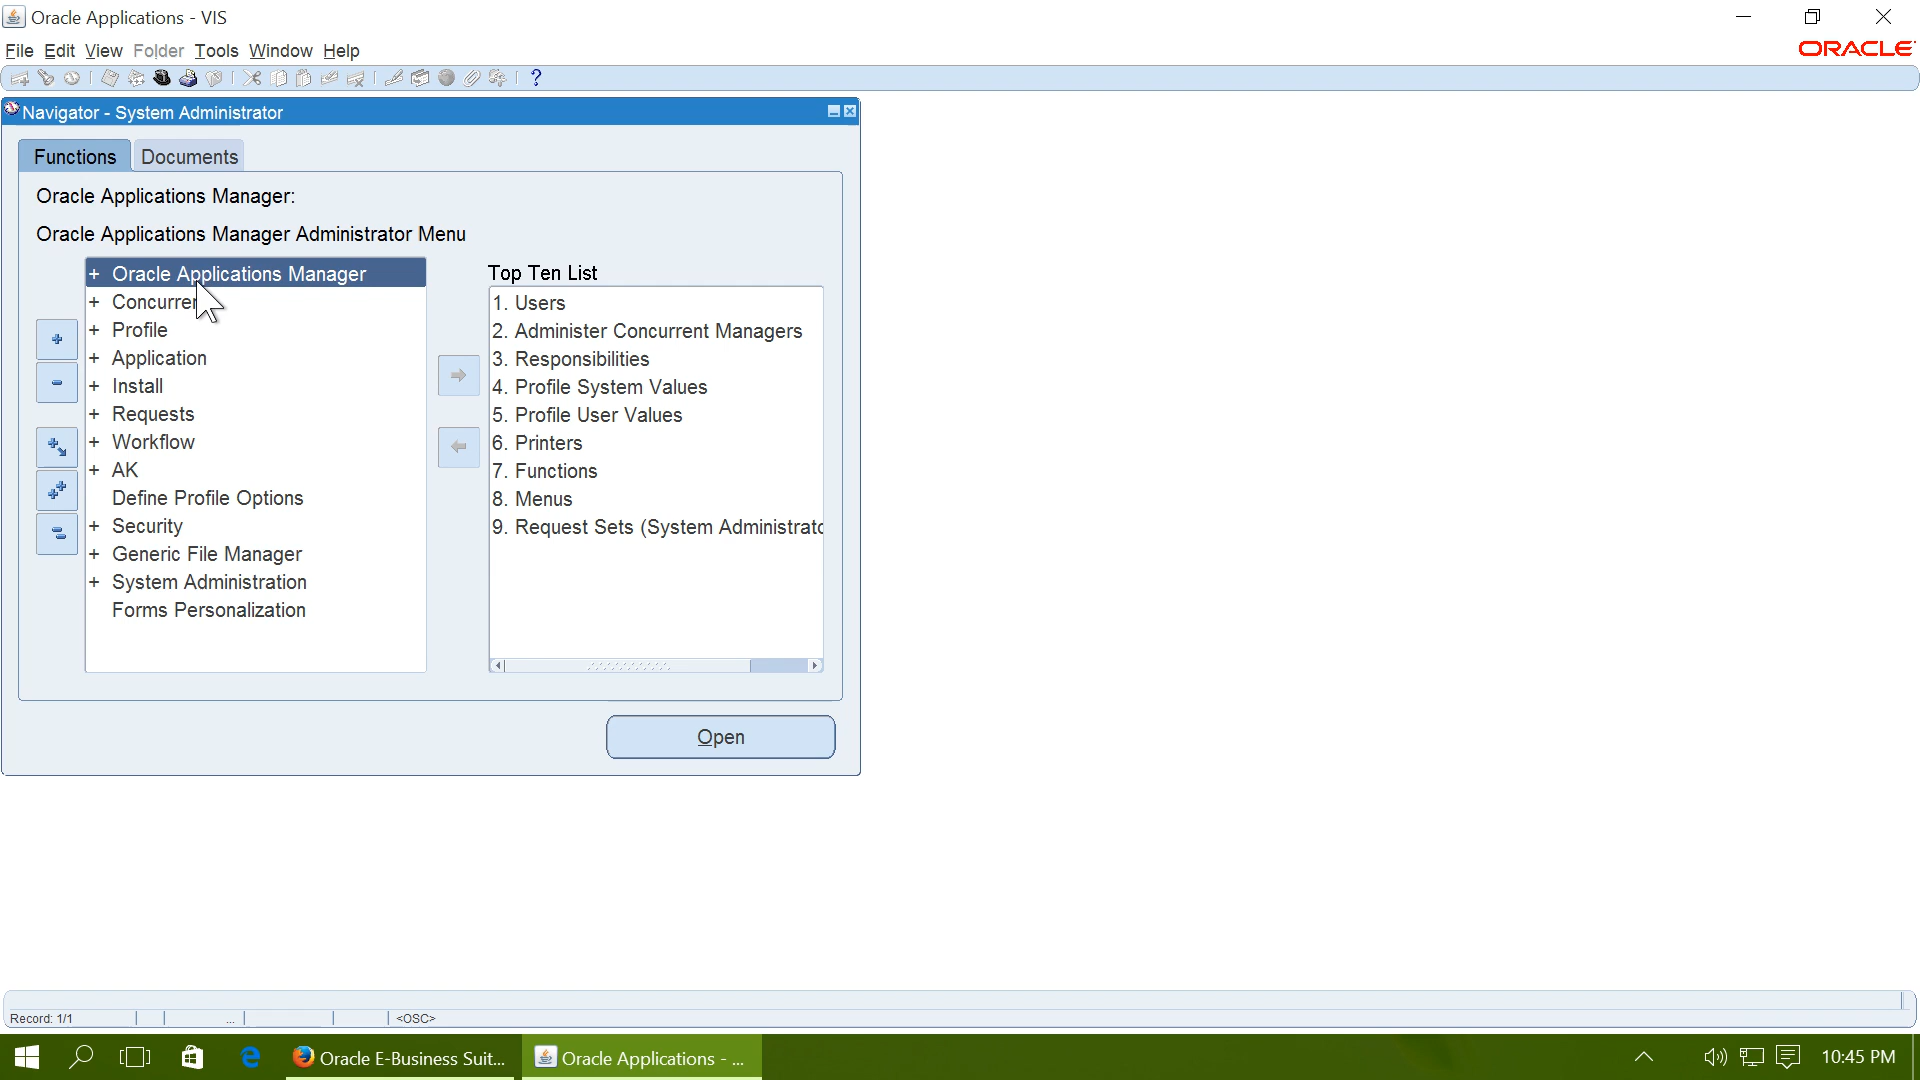 Oracle Applications - VIS
File Edit View Folder Tools Window Help
ORACLE
?
Navigator - System Administrator
Functions Documents
Oracle Applications Manager:
Oracle Applications Manager Administrator Menu
+ Oracle Applications Manager
+ Concurre
+ Profile
+ Application
+ Install
+ Requests
+ Workflow
+ AK
Define Profile Options
+ Security
+ Generic File Manager
+ System Administration
Forms Personalization
Top Ten List
1. Users
2. Administer Concurrent Managers
3. Responsibilities
4. Profile System Values
5. Profile User Values
6. Printers
7. Functions
8. Menus
9. Request Sets (System Administrato
Open
Record: 1/1 ... <OSC>
Oracle E-Business Suit...
Oracle Applications - ...
10:45 PM